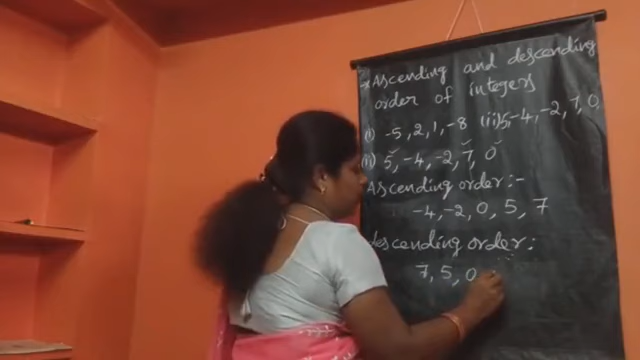 * Ascending and descending
order of integers
(i) -5, 2, 1, -8 (ii) 5, -4, -2, 7, 0
(ii) 5, -4, -2, 7, 0
Ascending order:-
-4, -2, 0, 5, 7
descending order:
7, 5, 0